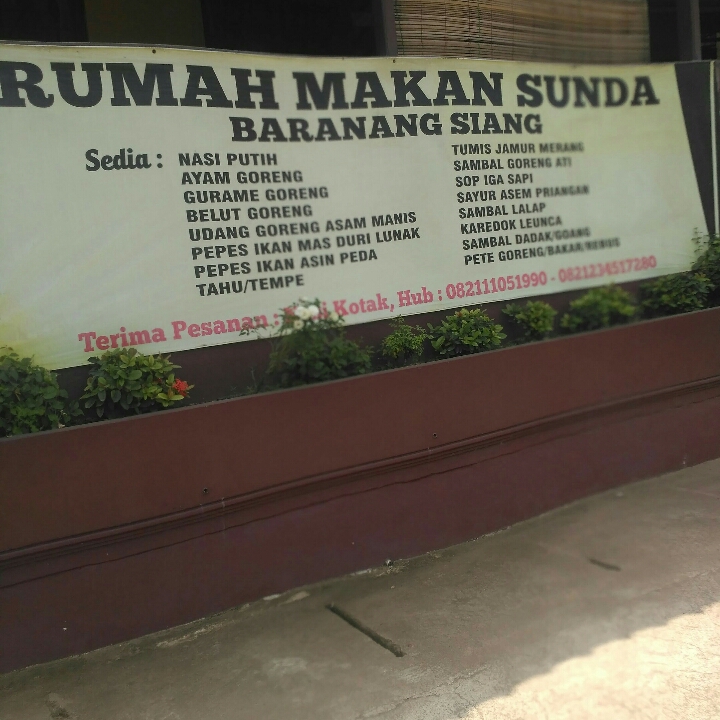 RUMAH MAKAN SUNDA
BARANANG SIANG
Sedia :
NASI PUTIH
AYAM GORENG
GURAME GORENG
BELUT GORENG
UDANG GORENG ASAM MANIS
PEPES IKAN MAS DURI LUNAK
PEPES IKAN ASIN PEDA
TAHU/TEMPE
TUMIS JAMUR MERANG
SAMBAL GORENG ATI
SOP IGA SAPI
SAYUR ASEM PRIANGAN
SAMBAL LALAP
KAREDOK LEUNCA
SAMBAL DADAK/GOANG
PETE GORENG/BAKAR/REBUS
Terima Pesanan : Kotak, Hub : 082111051990 - 0821234517280